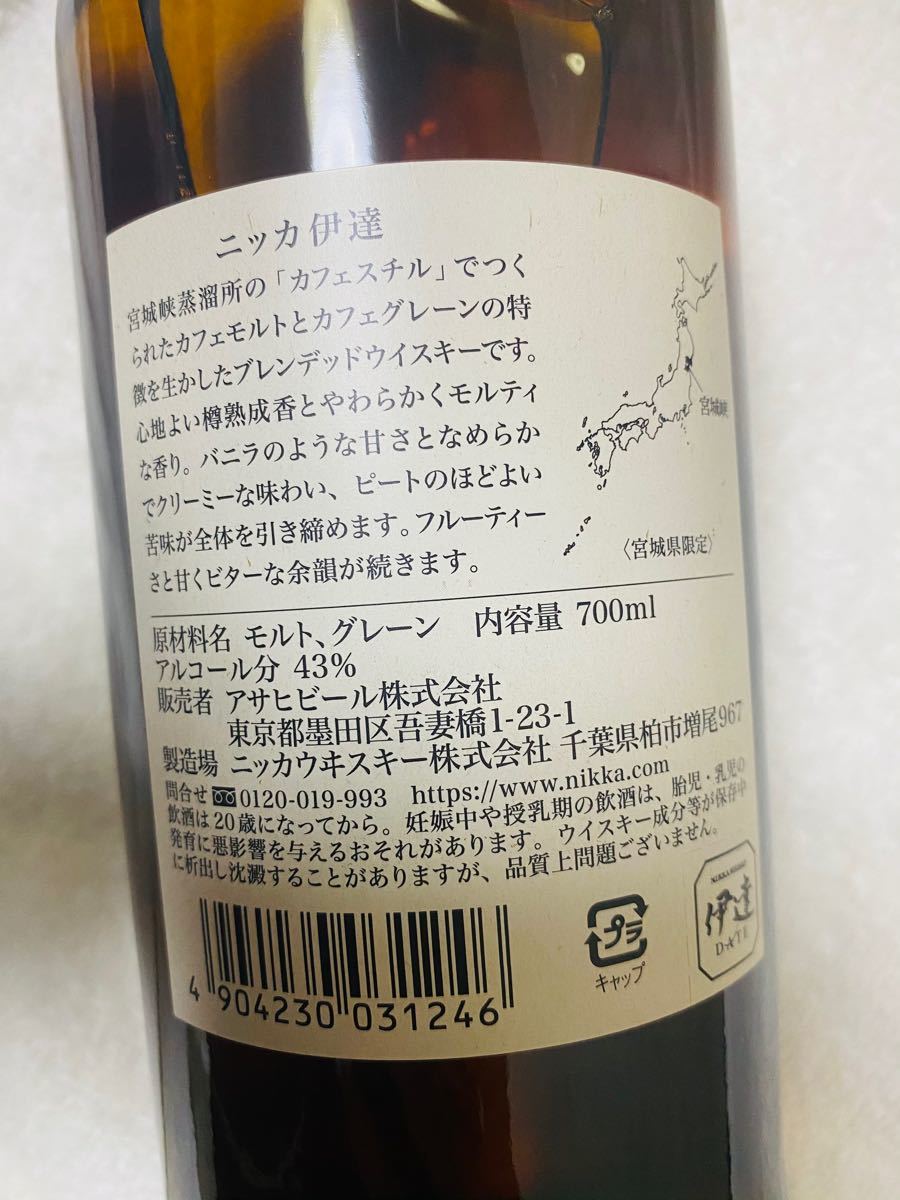 ニッカ 伊達
宮城峡蒸溜所の「カフェスチル」でつく
られたカフェモルトとカフェグレーンの特
徴を生かしたブレンデッドウイスキーです。
心地よい樽熟成香とやわらかくモルティ
な香り。バニラのような甘さとなめらか
でクリーミーな味わい、ピートのほどよい
苦味が全体を引き締めます。フルーティー
さと甘くビターな余韻が続きます。
宮城峡
〈宮城県限定〉
原材料名 モルト、グレーン 内容量 700ml
アルコール分 43%
販売者 アサヒビール株式会社
東京都墨田区吾妻橋1-23-1
製造場 ニッカウヰスキー株式会社 千葉県柏市増尾967
問合せ 0120-019-993 https://www.nikka.com
飲酒は20歳になってから。妊娠中や授乳期の飲酒は、胎児・乳児の
発育に悪影響を与えるおそれがあります。ウイスキー成分等が保存中
に析出し沈澱することがありますが、品質上問題ございません。
プラ
キャップ
NIKKA WHISKY
伊達
DATE
4 904230 031246